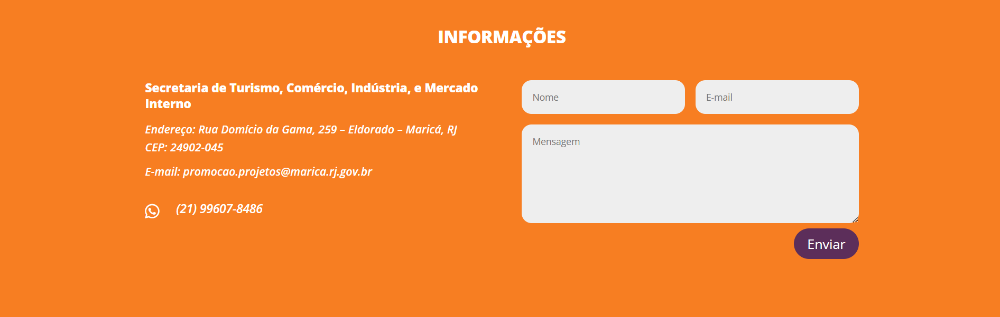 INFORMAÇÕES
Secretaria de Turismo, Comércio, Indústria, e Mercado
Interno
Endereço: Rua Domício da Gama, 259 – Eldorado – Maricá, RJ
CEP: 24902-045
E-mail: promocao.projetos@marica.rj.gov.br
(21) 99607-8486
Nome
E-mail
Mensagem
Enviar